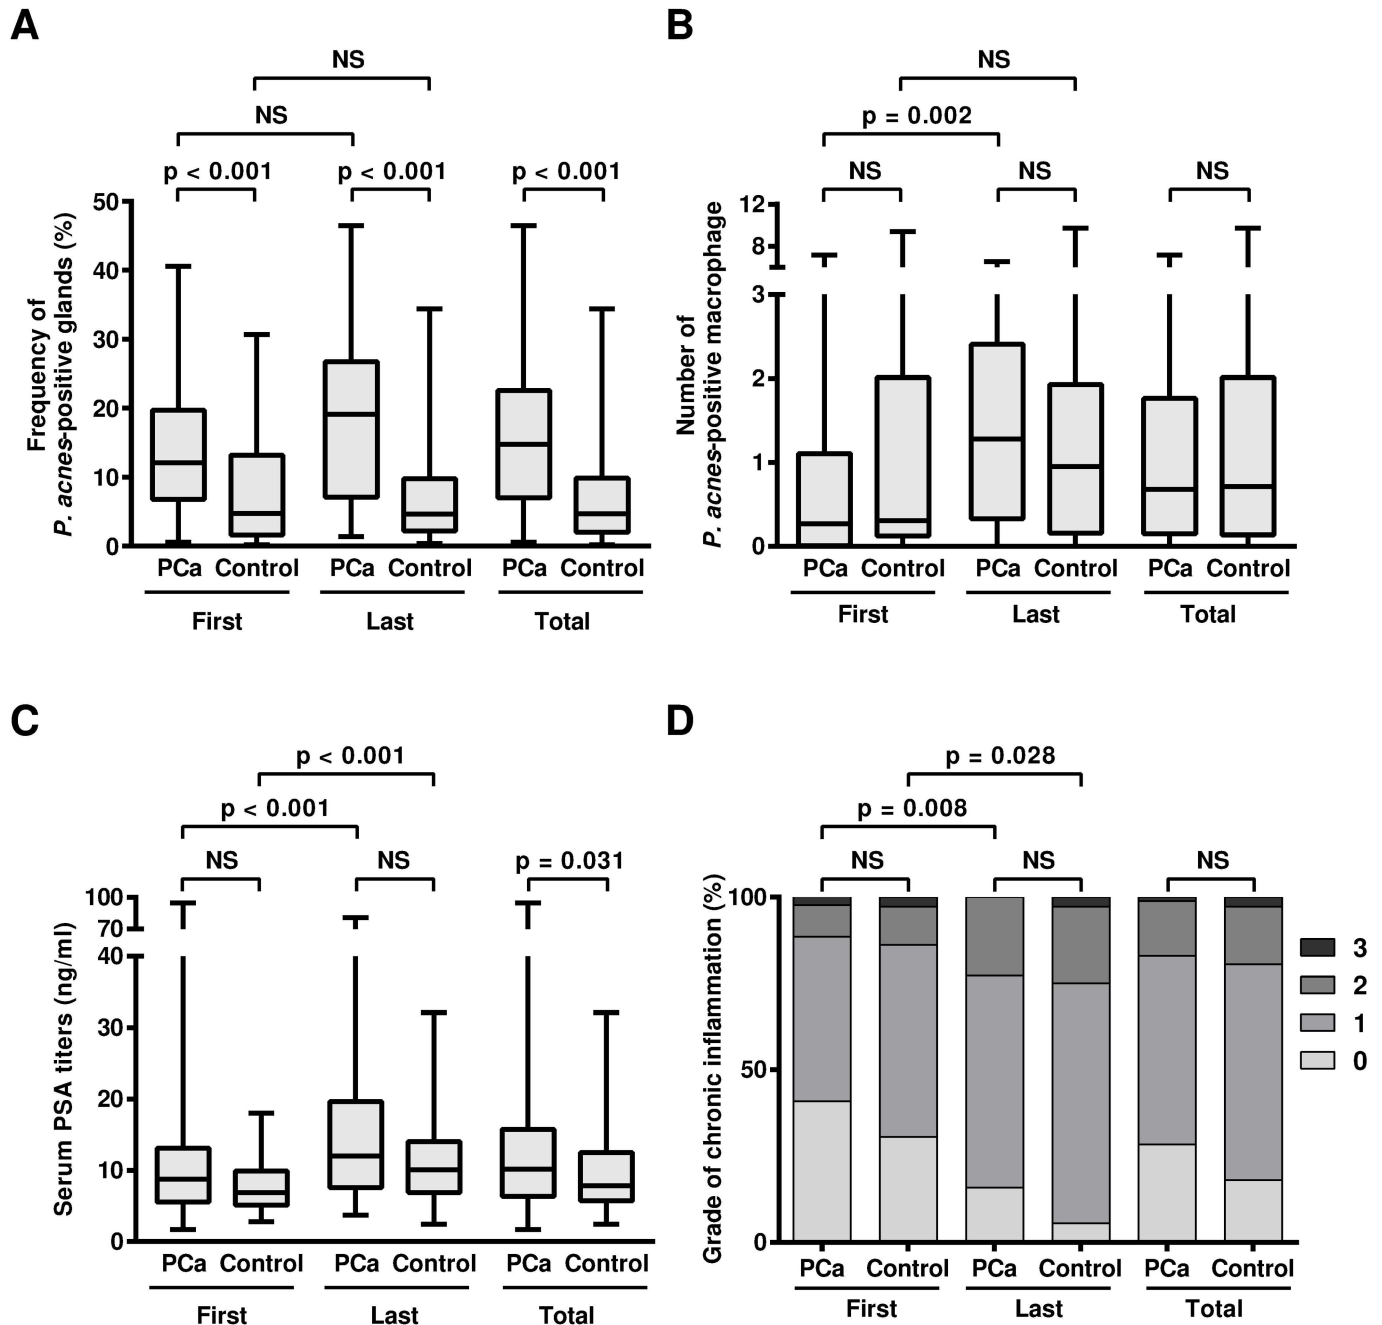 A
NS
NS
p < 0.001
p < 0.001
p < 0.001
Frequency of
P. acnes-positive glands (%)
50
40
30
20
10
0
PCa Control PCa Control PCa Control
First Last Total
B
NS
p = 0.002
NS
NS
NS
Number of
P. acnes-positive macrophage
12
8
3
2
1
0
PCa Control PCa Control PCa Control
First Last Total
C
p < 0.001
p < 0.001
NS
NS
p = 0.031
Serum PSA titers (ng/ml)
100
70
40
30
20
10
0
PCa Control PCa Control PCa Control
First Last Total
D
p = 0.028
p = 0.008
NS
NS
NS
Grade of chronic inflammation (%)
100
50
0
3
2
1
0
PCa Control PCa Control PCa Control
First Last Total